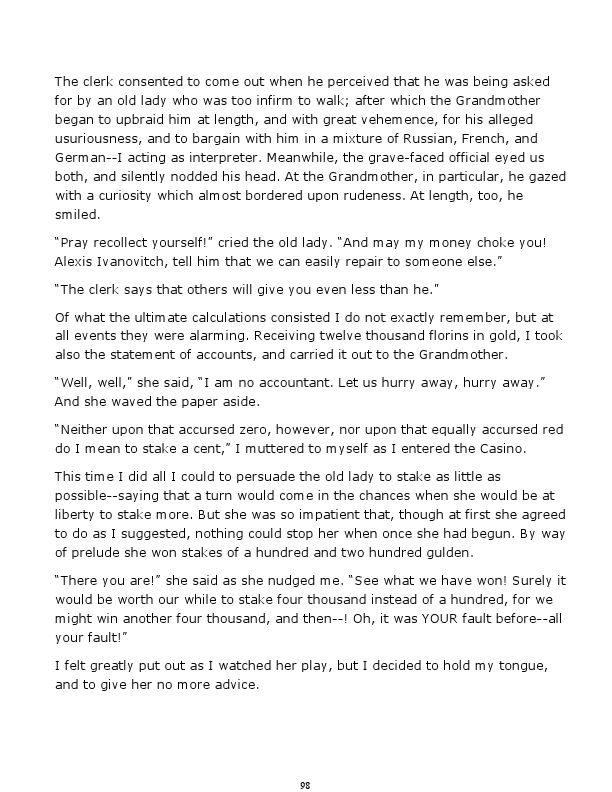 The clerk consented to come out when he perceived that he was being asked
for by an old lady who was too infirm to walk; after which the Grandmother
began to upbraid him at length, and with great vehemence, for his alleged
usuriousness, and to bargain with him in a mixture of Russian, French, and
German--I acting as interpreter. Meanwhile, the grave-faced official eyed us
both, and silently nodded his head. At the Grandmother, in particular, he gazed
with a curiosity which almost bordered upon rudeness. At length, too, he
smiled.
“Pray recollect yourself!” cried the old lady. “And may my money choke you!
Alexis Ivanovitch, tell him that we can easily repair to someone else.”
“The clerk says that others will give you even less than he.”
Of what the ultimate calculations consisted I do not exactly remember, but at
all events they were alarming. Receiving twelve thousand florins in gold, I took
also the statement of accounts, and carried it out to the Grandmother.
“Well, well,” she said, “I am no accountant. Let us hurry away, hurry away.”
And she waved the paper aside.
“Neither upon that accursed zero, however, nor upon that equally accursed red
do I mean to stake a cent,” I muttered to myself as I entered the Casino.
This time I did all I could to persuade the old lady to stake as little as
possible--saying that a turn would come in the chances when she would be at
liberty to stake more. But she was so impatient that, though at first she agreed
to do as I suggested, nothing could stop her when once she had begun. By way
of prelude she won stakes of a hundred and two hundred gulden.
“There you are!” she said as she nudged me. “See what we have won! Surely it
would be worth our while to stake four thousand instead of a hundred, for we
might win another four thousand, and then--! Oh, it was YOUR fault before--all
your fault!”
I felt greatly put out as I watched her play, but I decided to hold my tongue,
and to give her no more advice.
98